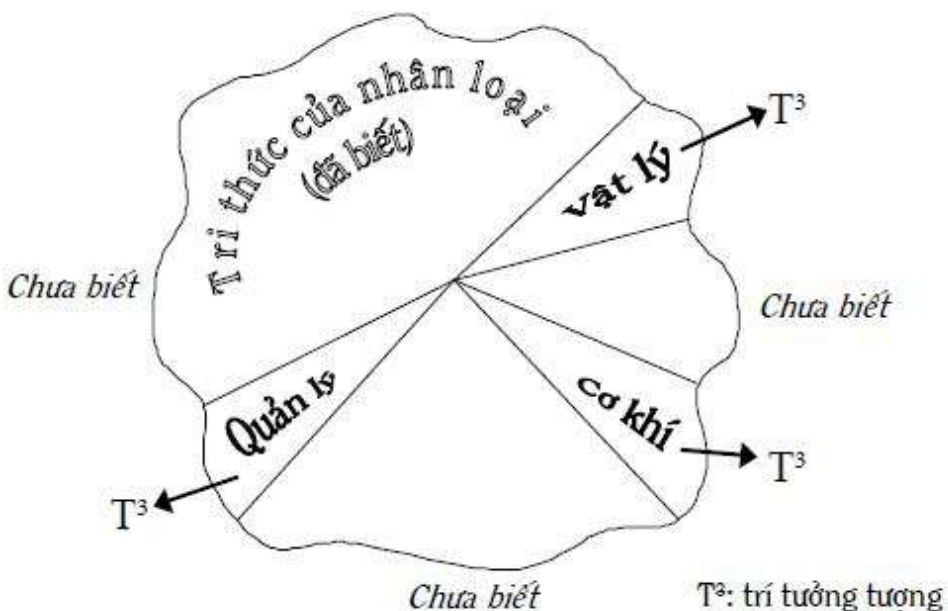 Tri thức của nhân loại
(đã biết)
T³
vật lý
Chưa biết
Chưa biết
Quản lý
cơ khí
T³
T³
Chưa biết
T³: trí tưởng tượng